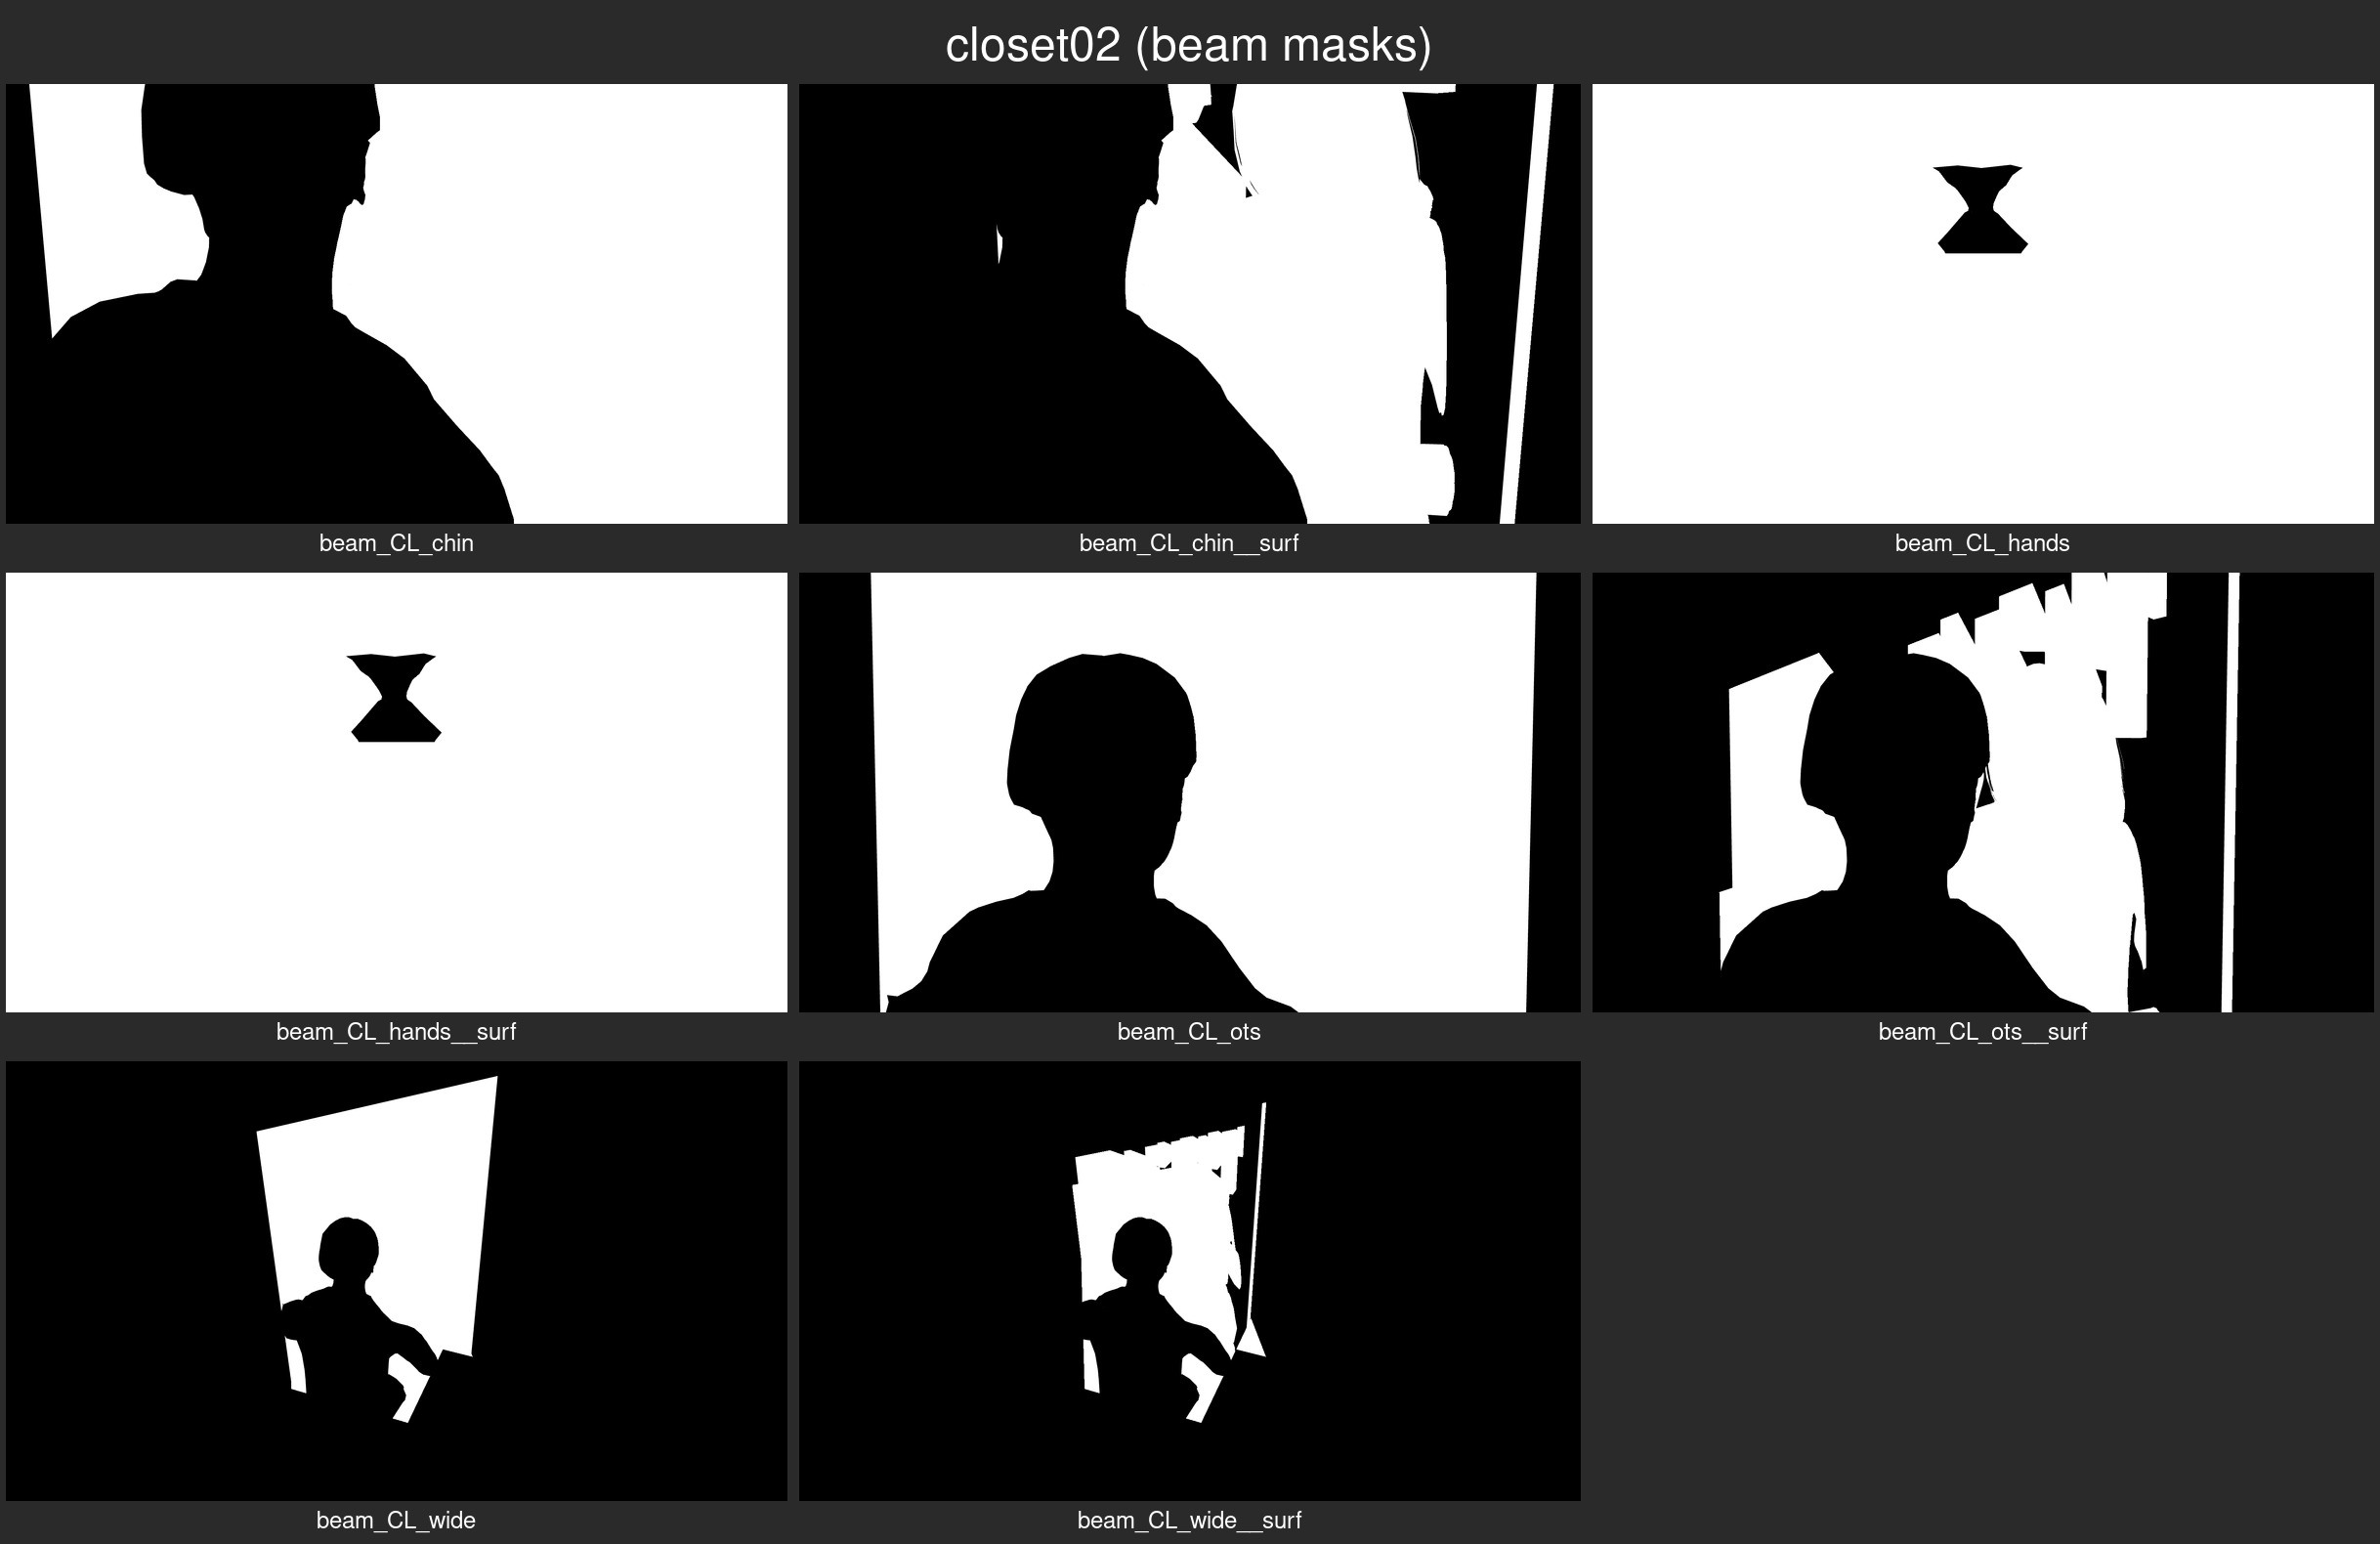 closet02 (beam masks)
beam_CL_chin
beam_CL_chin__surf
beam_CL_hands
beam_CL_hands__surf
beam_CL_ots
beam_CL_ots__surf
beam_CL_wide
beam_CL_wide__surf